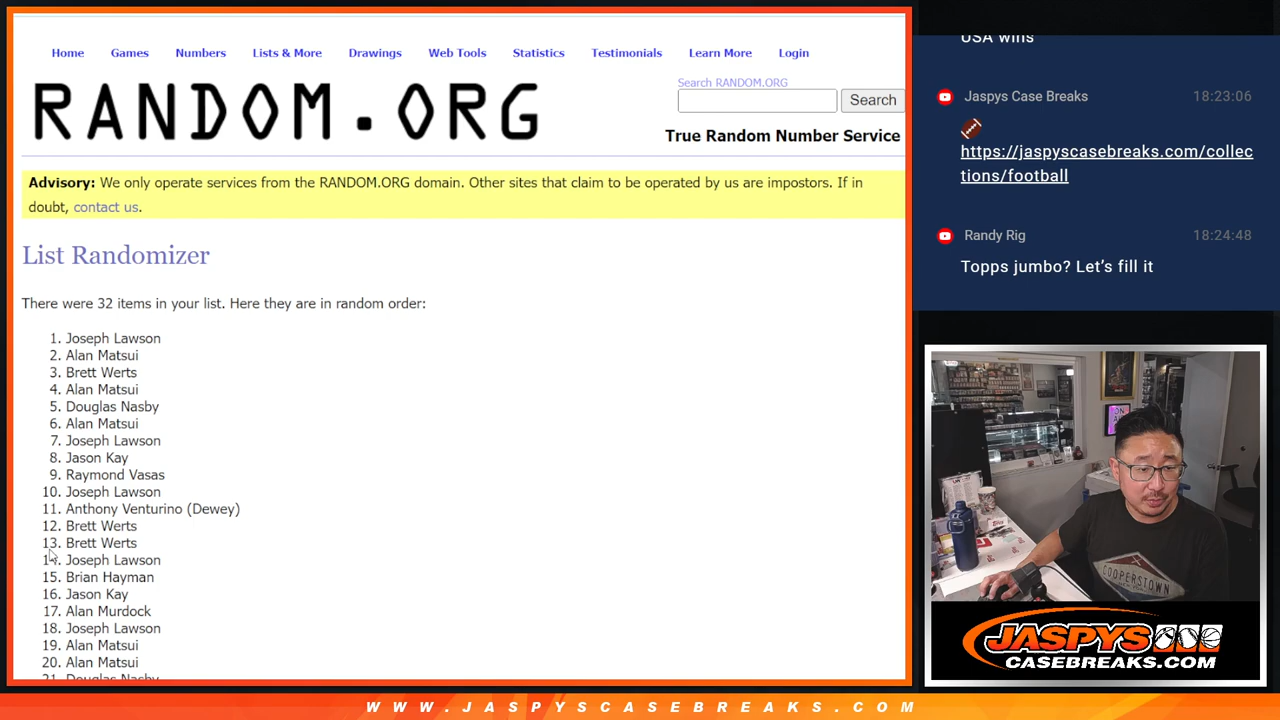 Home Games Numbers Lists & More Drawings Web Tools Statistics Testimonials Learn More Login
Search RANDOM.ORG
Search
RANDOM.ORG
True Random Number Service
Advisory: We only operate services from the RANDOM.ORG domain. Other sites that claim to be operated by us are impostors. If in
doubt, contact us.
List Randomizer
There were 32 items in your list. Here they are in random order:
1. Joseph Lawson
2. Alan Matsui
3. Brett Werts
4. Alan Matsui
5. Douglas Nasby
6. Alan Matsui
7. Joseph Lawson
8. Jason Kay
9. Raymond Vasas
10. Joseph Lawson
11. Anthony Venturino (Dewey)
12. Brett Werts
13. Brett Werts
14. Joseph Lawson
15. Brian Hayman
16. Jason Kay
17. Alan Murdock
18. Joseph Lawson
19. Alan Matsui
20. Alan Matsui
21. Douglas Nasby
USA wins
Jaspys Case Breaks 18:23:06
https://jaspyscasebreaks.com/collec
tions/football
Randy Rig 18:24:48
Topps jumbo? Let's fill it
COOPERSTOWN
JASPYS
CASEBREAKS.COM
WWW.JASPYSCASEBREAKS.COM